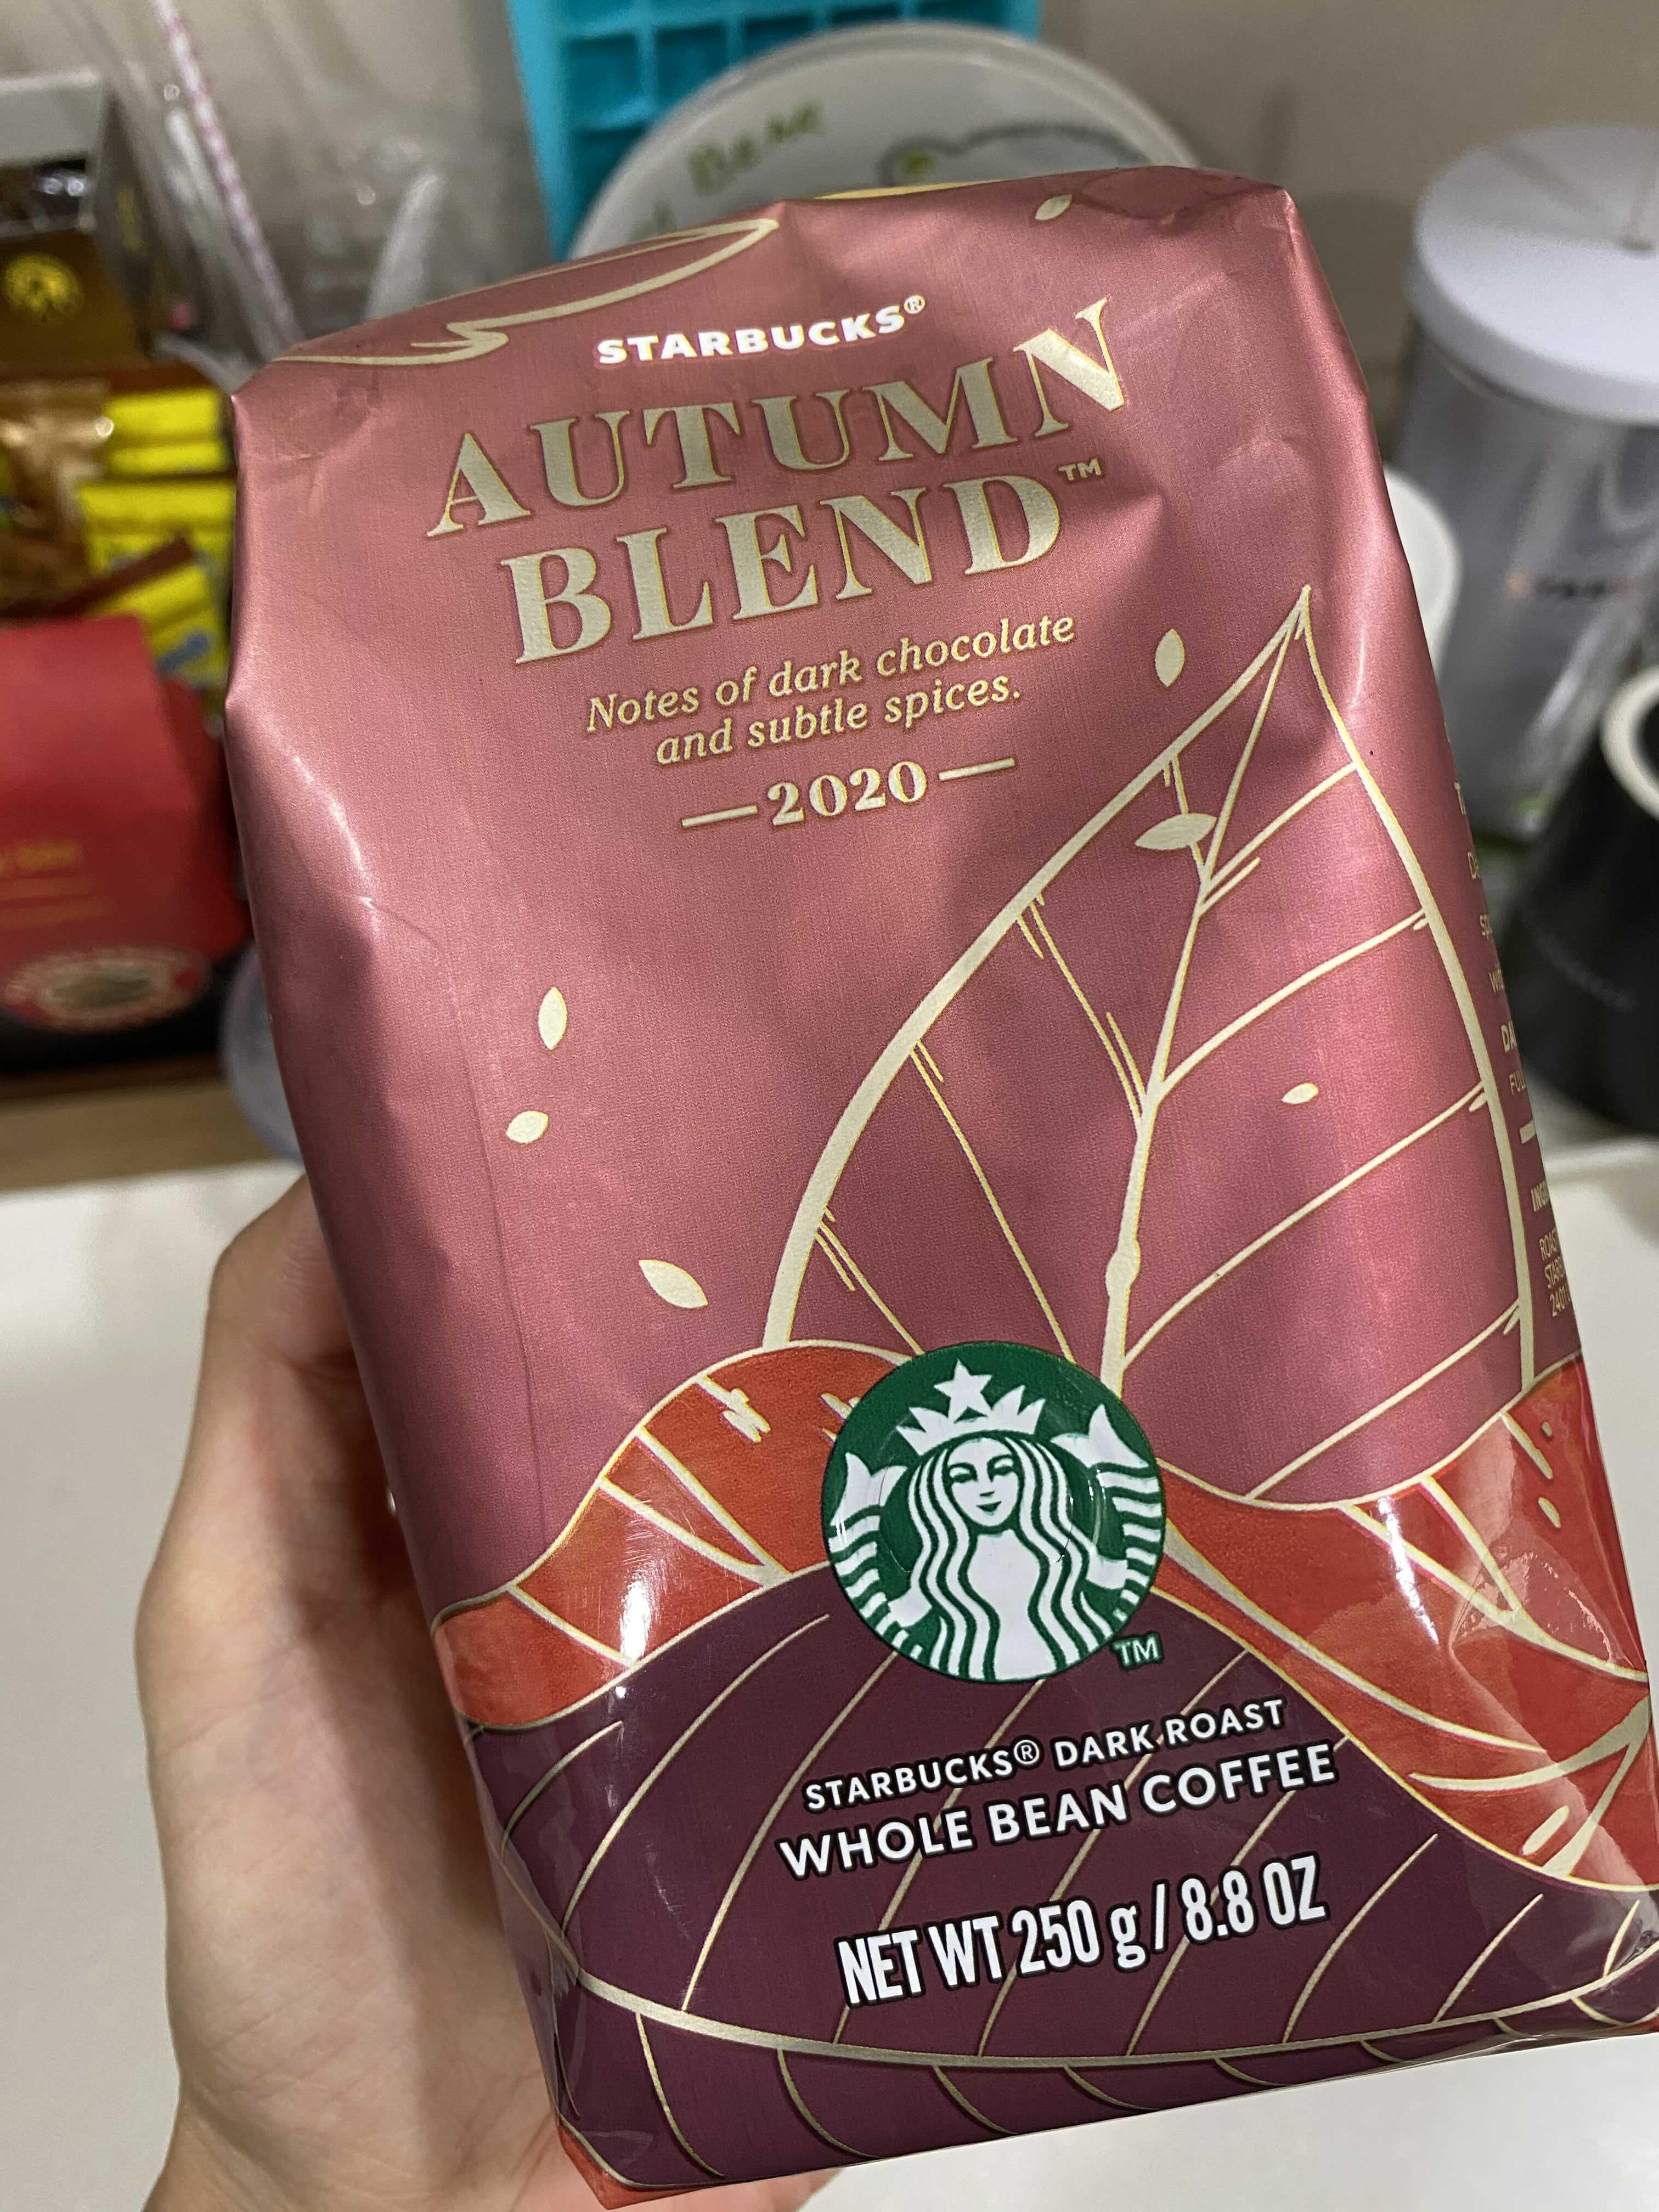 STARBUCKS®
AUTUMN
BLEND™
Notes of dark chocolate
and subtle spices.
—2020—
TM
STARBUCKS® DARK ROAST
WHOLE BEAN COFFEE
NET WT 250 g / 8.8 OZ